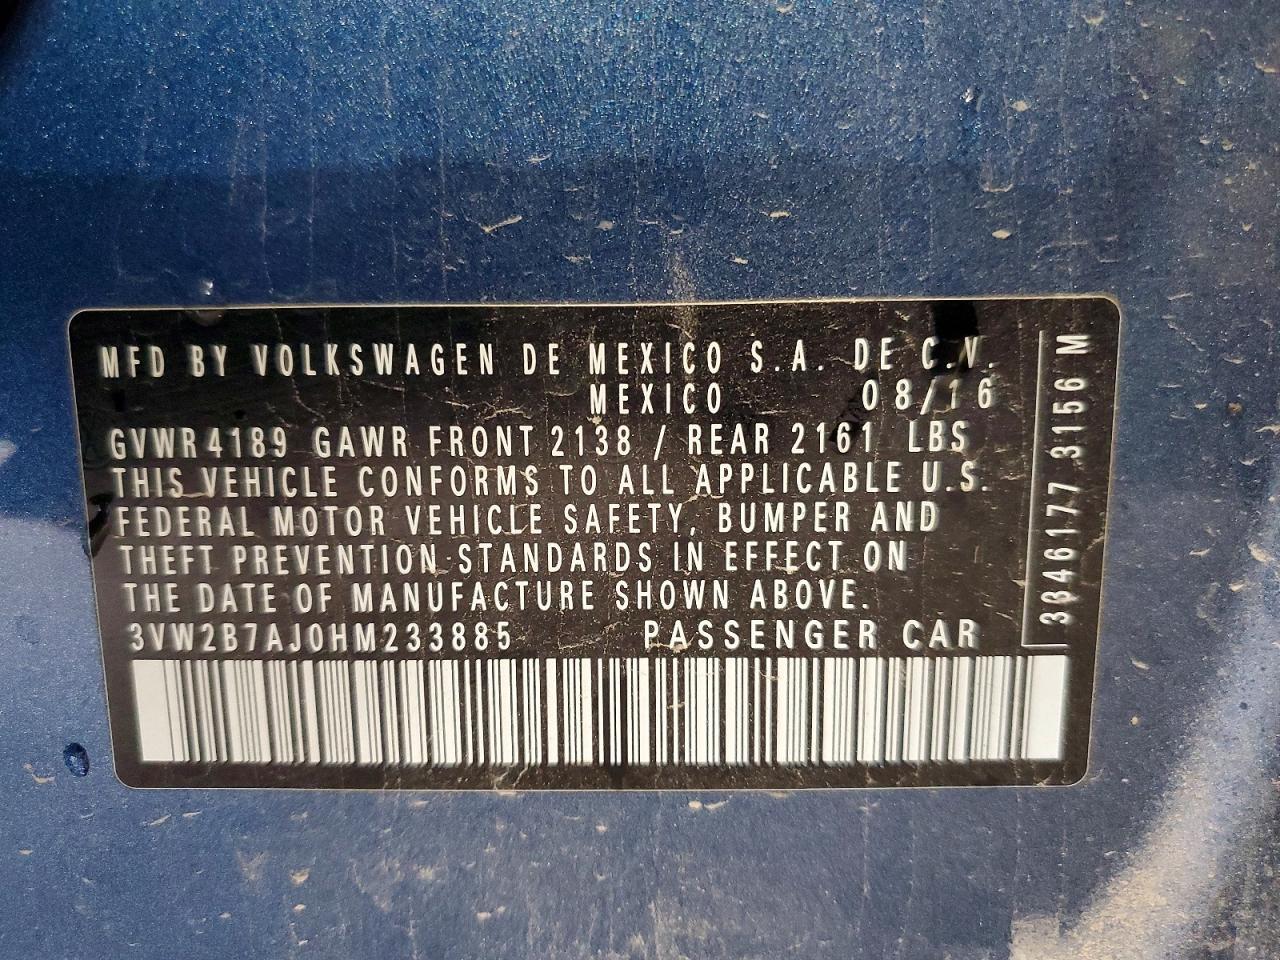 MFD BY VOLKSWAGEN DE MEXICO S.A. DE C.V.
MEXICO 08/16
GVWR 4189 GAWR FRONT 2138 / REAR 2161 LBS
THIS VEHICLE CONFORMS TO ALL APPLICABLE U.S.
FEDERAL MOTOR VEHICLE SAFETY, BUMPER AND
THEFT PREVENTION STANDARDS IN EFFECT ON
THE DATE OF MANUFACTURE SHOWN ABOVE.
3VW2B7AJ0HM233885 PASSENGER CAR
3846177 3156 M